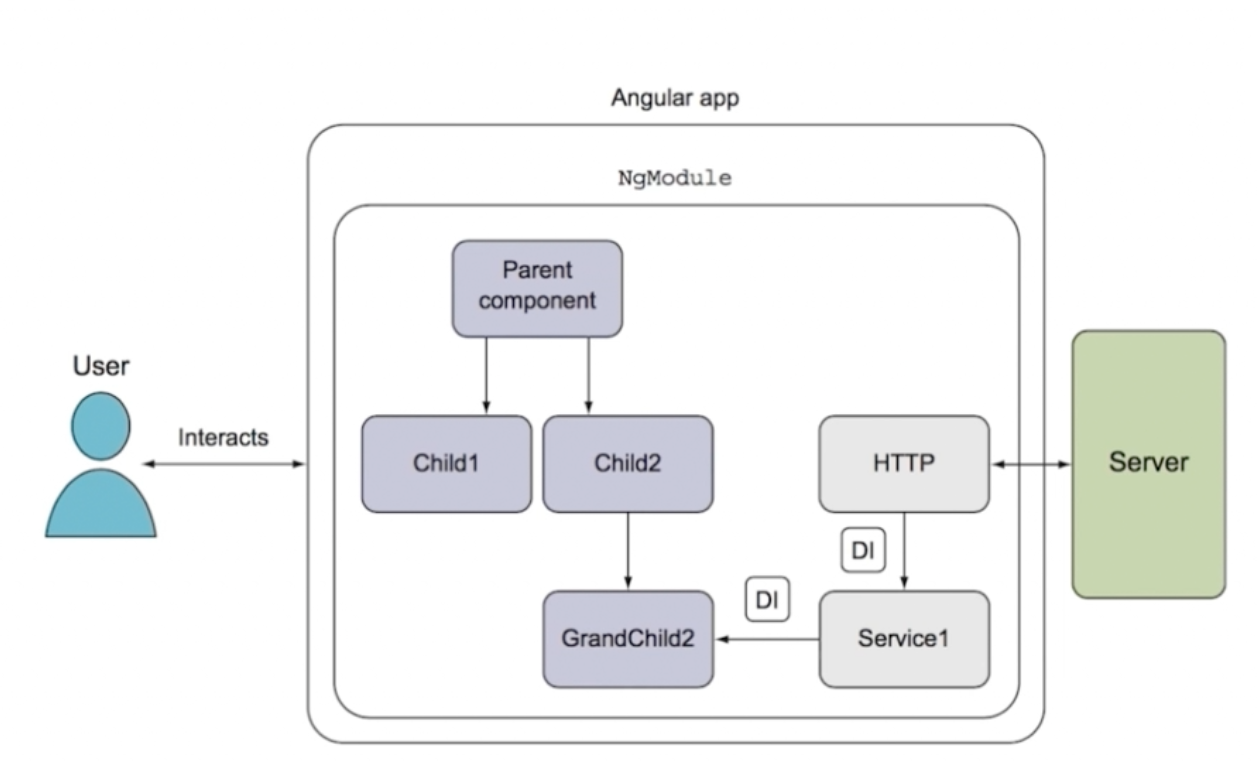 Angular app
NgModule
Parent
component
User
Interacts
Child1
Child2
HTTP
Server
DI
DI
GrandChild2
Service1